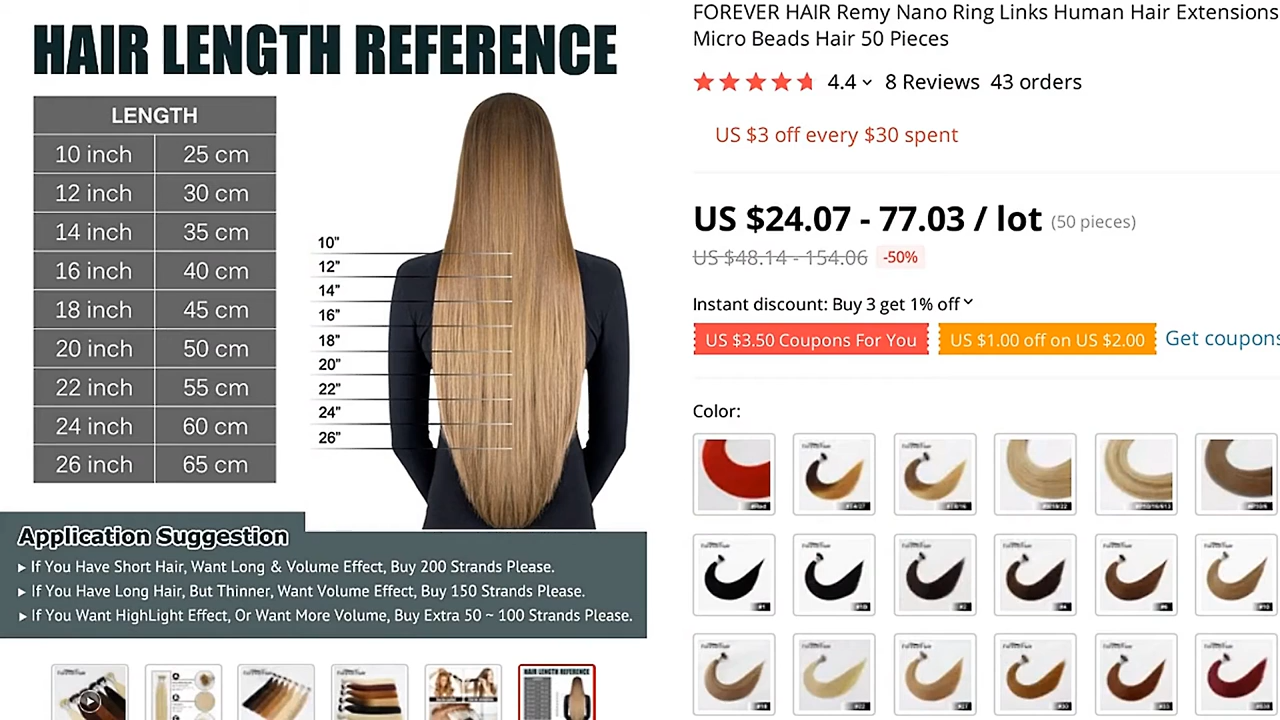 HAIR LENGTH REFERENCE
LENGTH
10 inch 25 cm
12 inch 30 cm
14 inch 35 cm
16 inch 40 cm
18 inch 45 cm
20 inch 50 cm
22 inch 55 cm
24 inch 60 cm
26 inch 65 cm
10”
12”
14”
16”
18”
20”
22”
24”
26”
Application Suggestion
▸ If You Have Short Hair, Want Long & Volume Effect, Buy 200 Strands Please.
▸ If You Have Long Hair, But Thinner, Want Volume Effect, Buy 150 Strands Please.
▸ If You Want HighLight Effect, Or Want More Volume, Buy Extra 50 ~ 100 Strands Please.
HAIR LENGTH REFERENCE
FOREVER HAIR Remy Nano Ring Links Human Hair Extensions
Micro Beads Hair 50 Pieces
4.4 8 Reviews 43 orders
US $3 off every $30 spent
US $24.07 - 77.03 / lot (50 pieces)
US $48.14 - 154.06 -50%
Instant discount: Buy 3 get 1% off
US $3.50 Coupons For You US $1.00 off on US $2.00 Get coupons
Color: